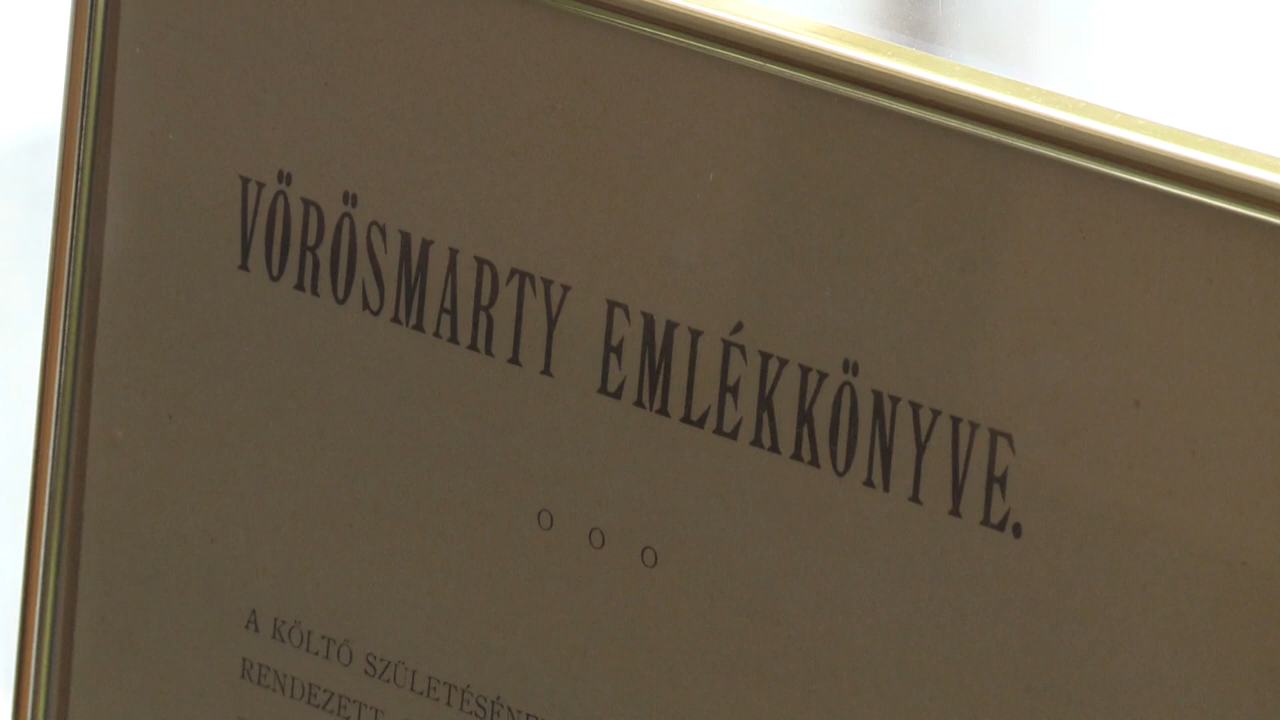 VÖRÖSMARTY EMLÉKKÖNYVE.
o o o
A KÖLTŐ SZÜLETÉSÉNE
RENDEZETT